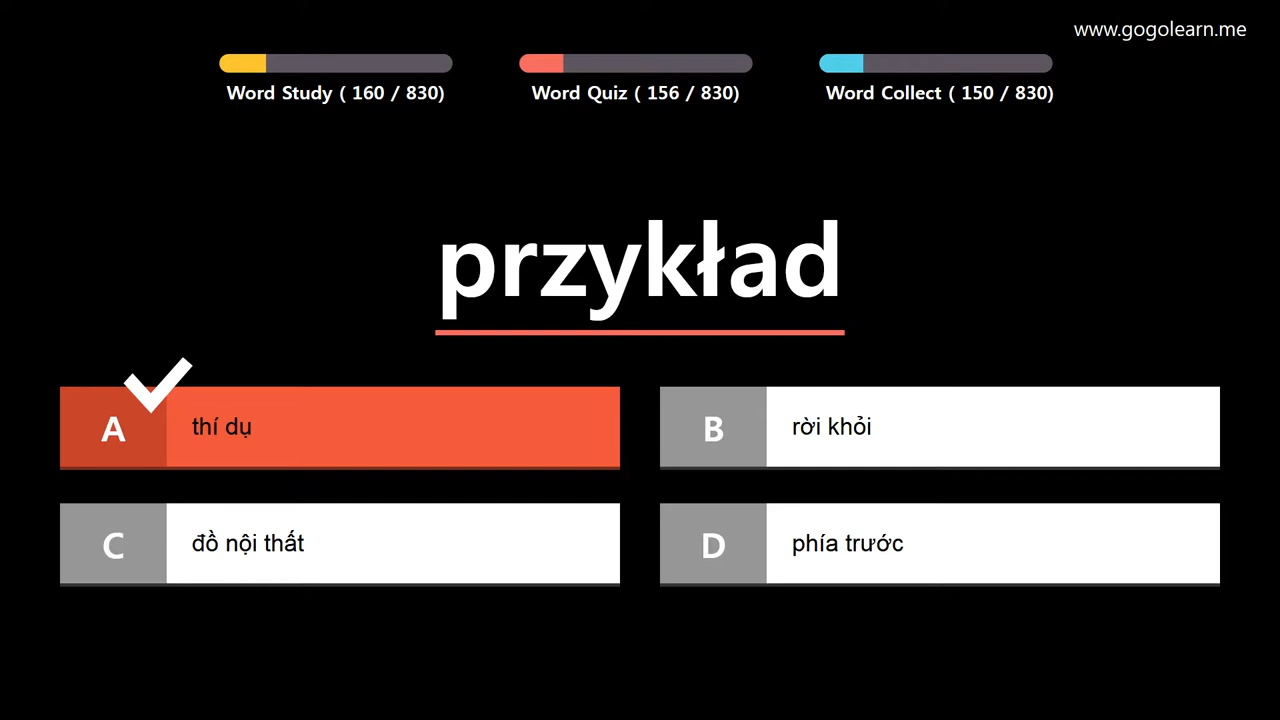 www.gogolearn.me
Word Study ( 160 / 830)
Word Quiz ( 156 / 830)
Word Collect ( 150 / 830)
przykład
A thí dụ
B rời khỏi
C đồ nội thất
D phía trước